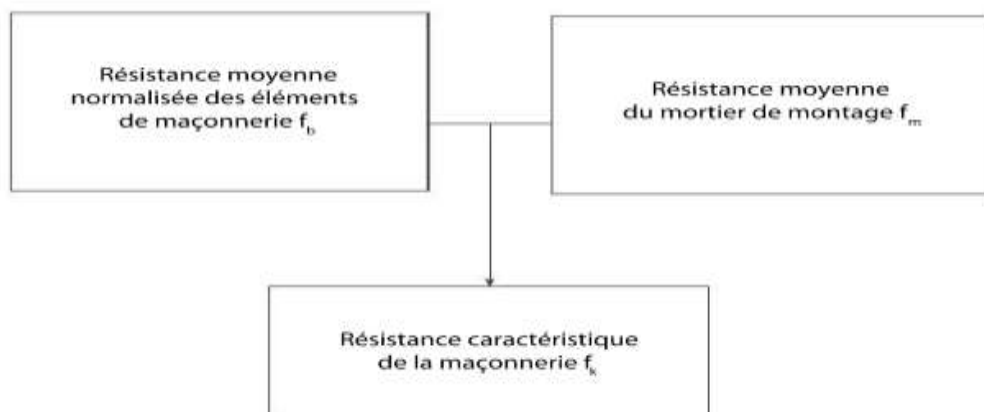 Résistance moyenne
normalisée des éléments
de maçonnerie f_b
Résistance moyenne
du mortier de montage f_m
Résistance caractéristique
de la maçonnerie f_k